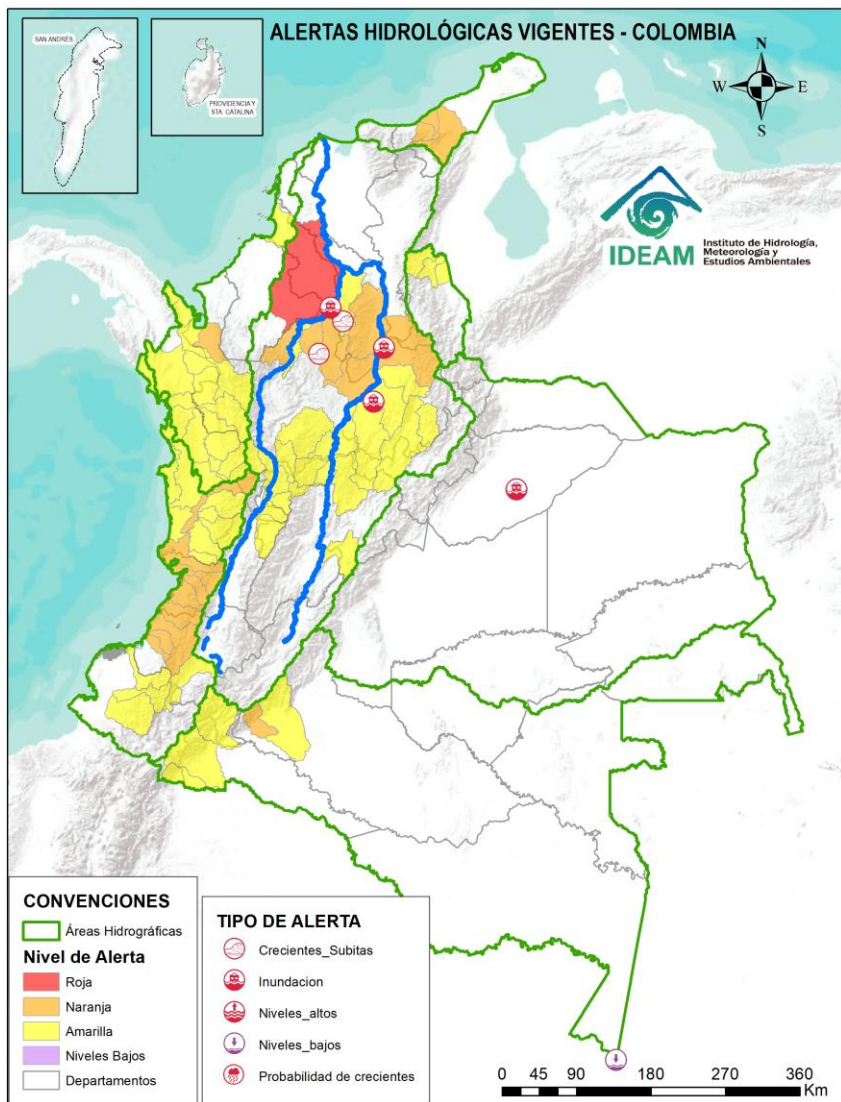 SAN ANDRÉS
PROVIDENCIA Y
STA. CATALINA
ALERTAS HIDROLÓGICAS VIGENTES - COLOMBIA
N
W
E
S
IDEAM
Instituto de Hidrología,
Meteorología y
Estudios Ambientales
CONVENCIONES
Áreas Hidrográficas
Nivel de Alerta
Roja
Naranja
Amarilla
Niveles Bajos
Departamentos
TIPO DE ALERTA
Crecientes_Subitas
Inundacion
Niveles_altos
Niveles_bajos
Probabilidad de crecientes
0 45 90 180 270 360
Km